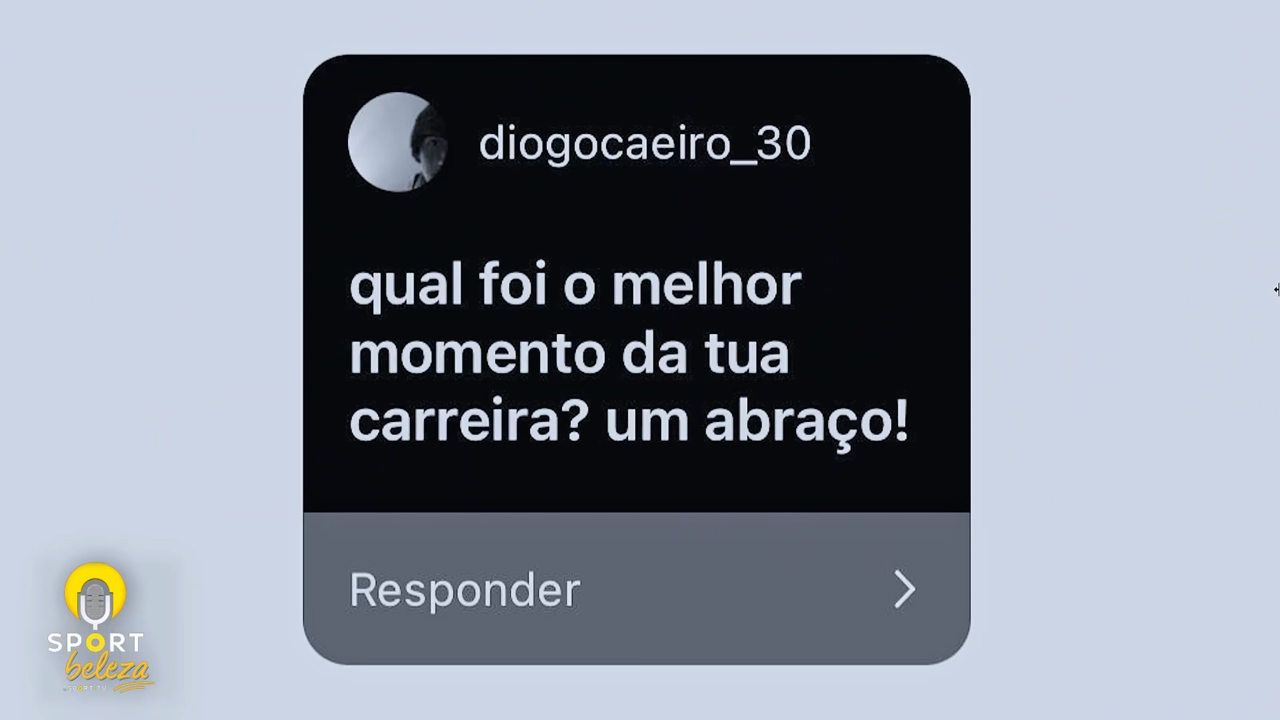 diogocaeiro_30
qual foi o melhor
momento da tua
carreira? um abraço!
Responder
SPORT
beleza